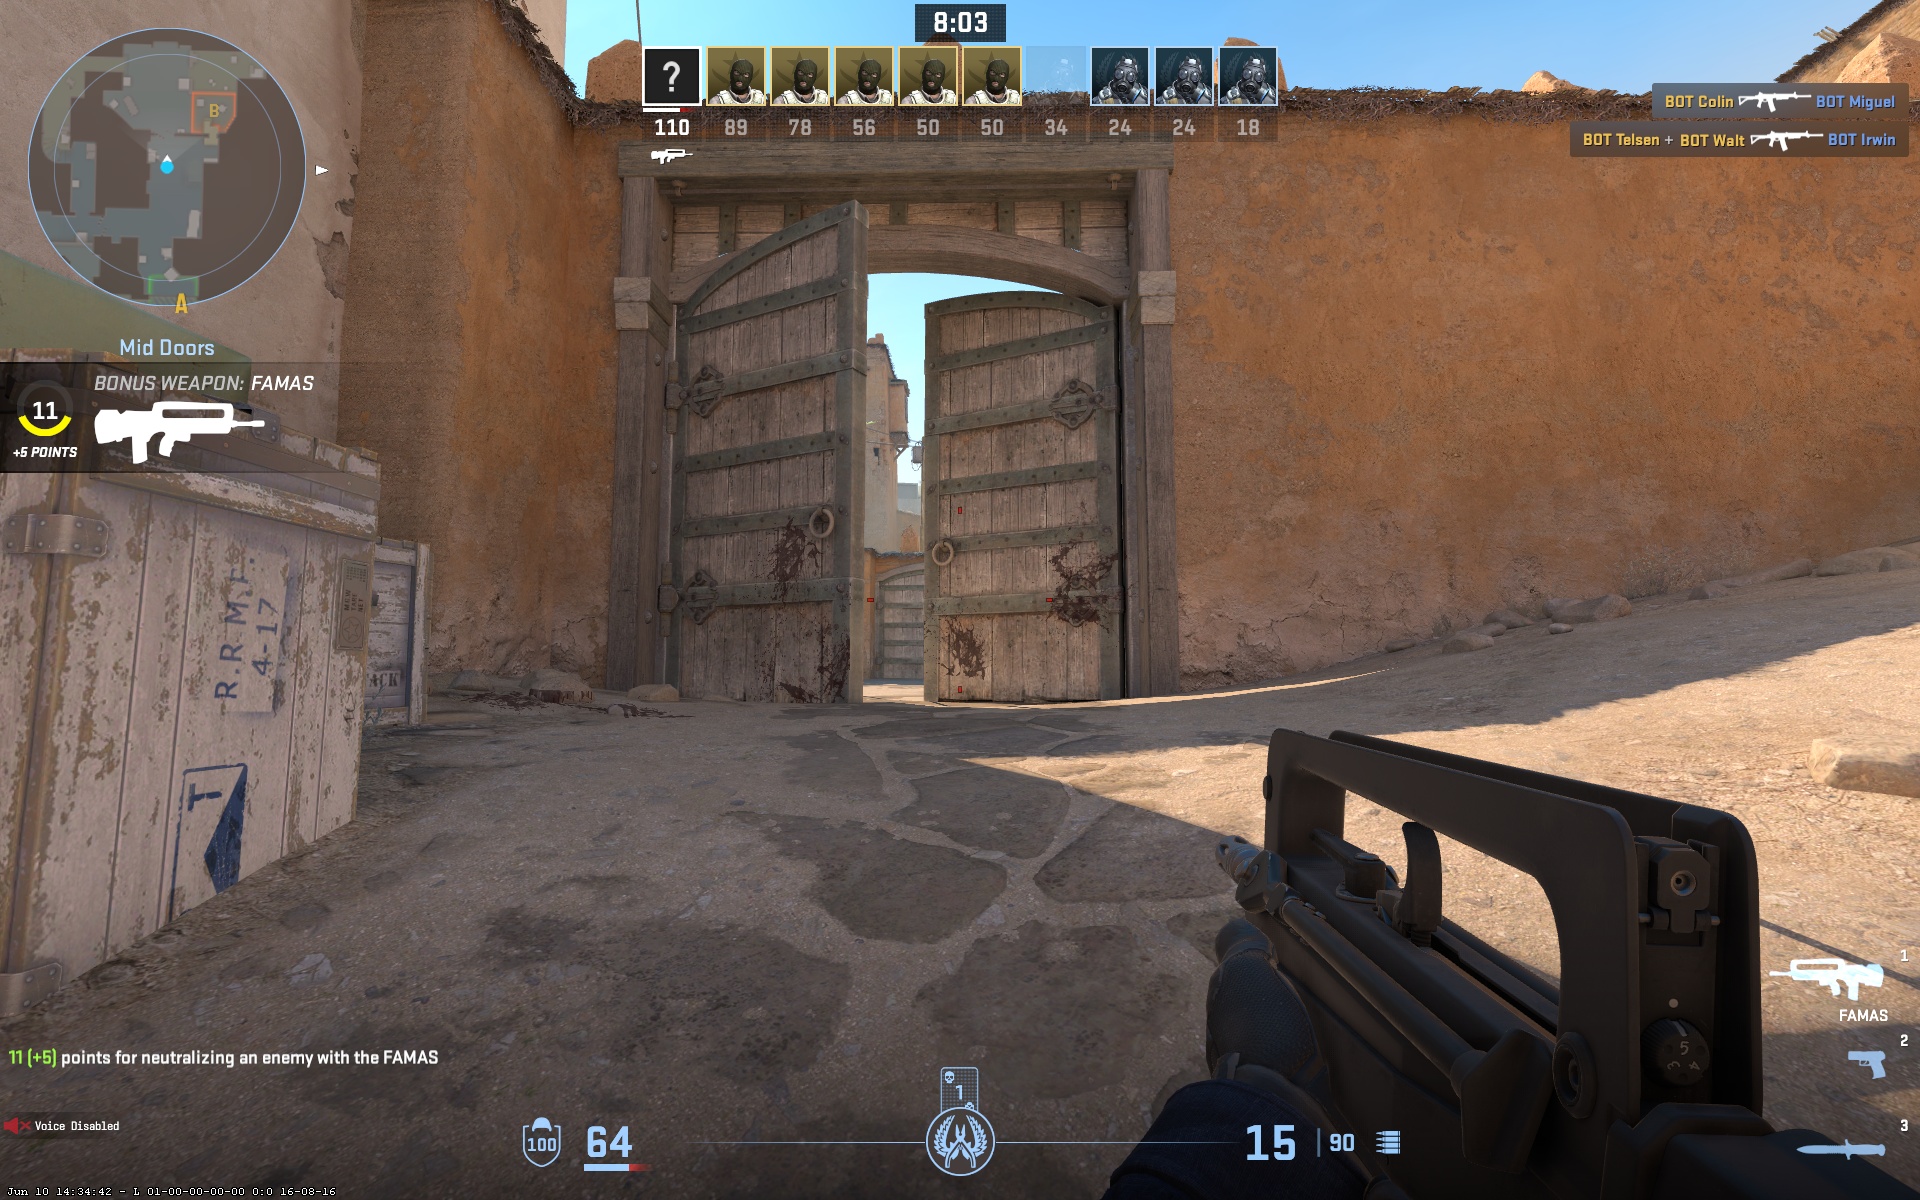 8:03
?
110 89 78 56 50 50 34 24 24 18
BOT Colin BOT Miguel
BOT Telsen + BOT Walt BOT Irwin
B
A
Mid Doors
BONUS WEAPON: FAMAS
11
+5 POINTS
R.R.M.
4-17
T
11 (+5) points for neutralizing an enemy with the FAMAS
Voice Disabled
100 64
1
15 | 90
1
FAMAS
2
3
5
Jun 10 14:34:42 - L 01-00-00-00-00 0:0 16-08-16